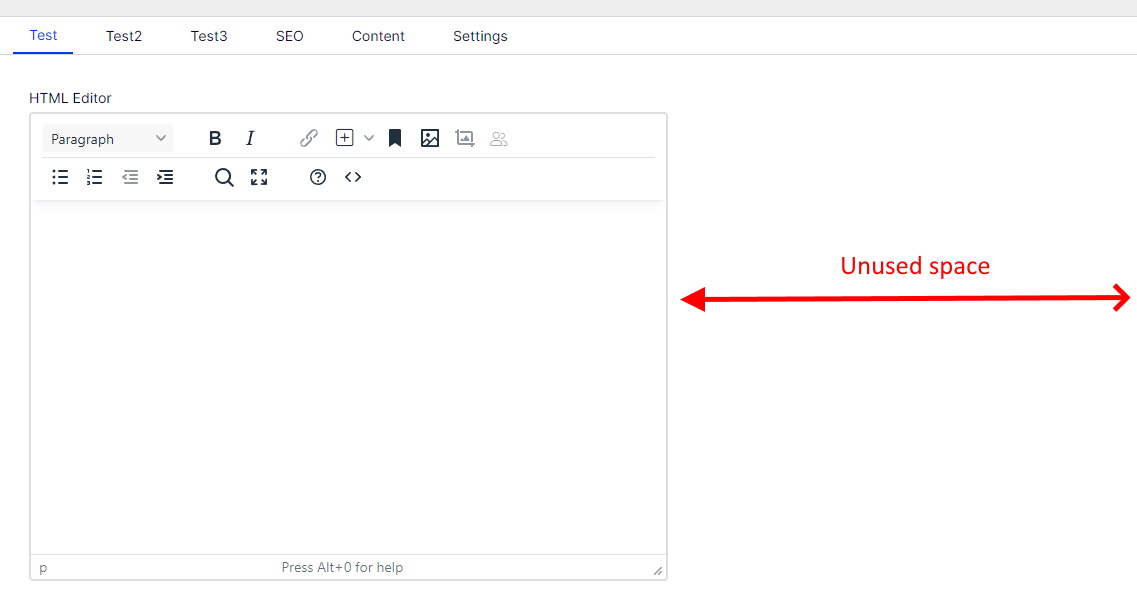 Test Test2 Test3 SEO Content Settings
HTML Editor
Paragraph B I
Unused space
p Press Alt+0 for help